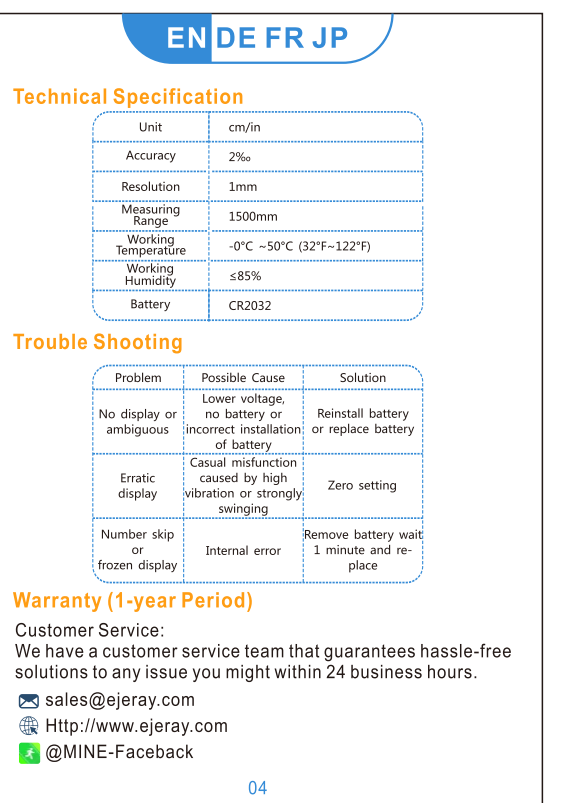 EN DE FR JP
Technical Specification
Unit cm/in
Accuracy 2‰
Resolution 1mm
Measuring
Range
1500mm
Working
Temperature
-0°C ~50°C (32°F~122°F)
Working
Humidity
≤85%
Battery CR2032
Trouble Shooting
Problem Possible Cause Solution
No display or
ambiguous
Lower voltage,
no battery or
incorrect installation
of battery
Reinstall battery
or replace battery
Erratic
display
Casual misfunction
caused by high
vibration or strongly
swinging
Zero setting
Number skip
or
frozen display
Internal error
Remove battery wait
1 minute and re-
place
Warranty (1-year Period)
Customer Service:
We have a customer service team that guarantees hassle-free
solutions to any issue you might within 24 business hours.
sales@ejeray.com
Http://www.ejeray.com
@MINE-Faceback
04